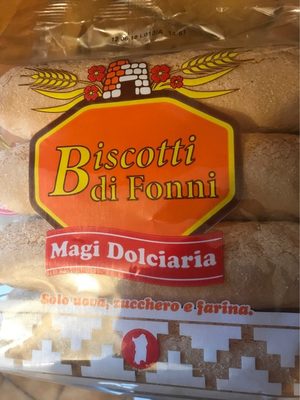 Biscotti
di Fonni
Magi Dolciaria
Solo uova, zucchero e farina.